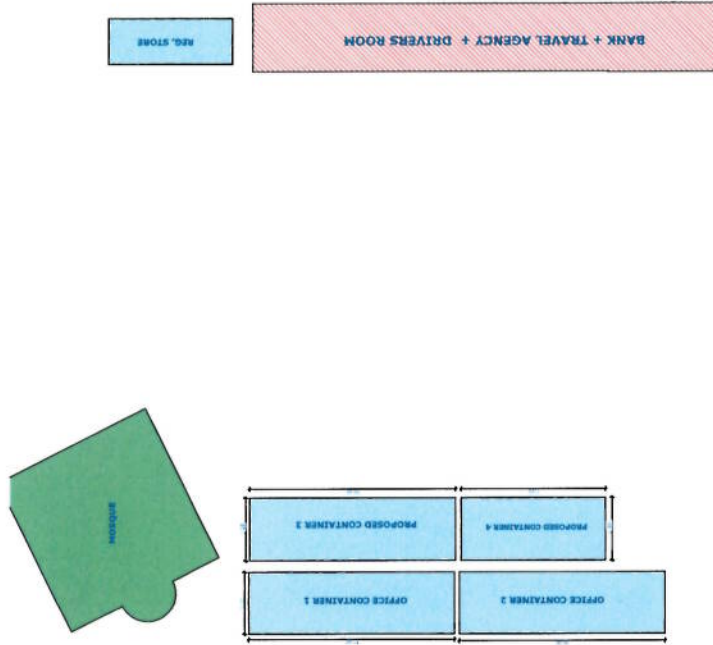 REG. STORE
BANK + TRAVEL AGENCY + DRIVERS ROOM
MOSQUE
PROPOSED CONTAINER 3
PROPOSED CONTAINER 4
OFFICE CONTAINER 1
OFFICE CONTAINER 2